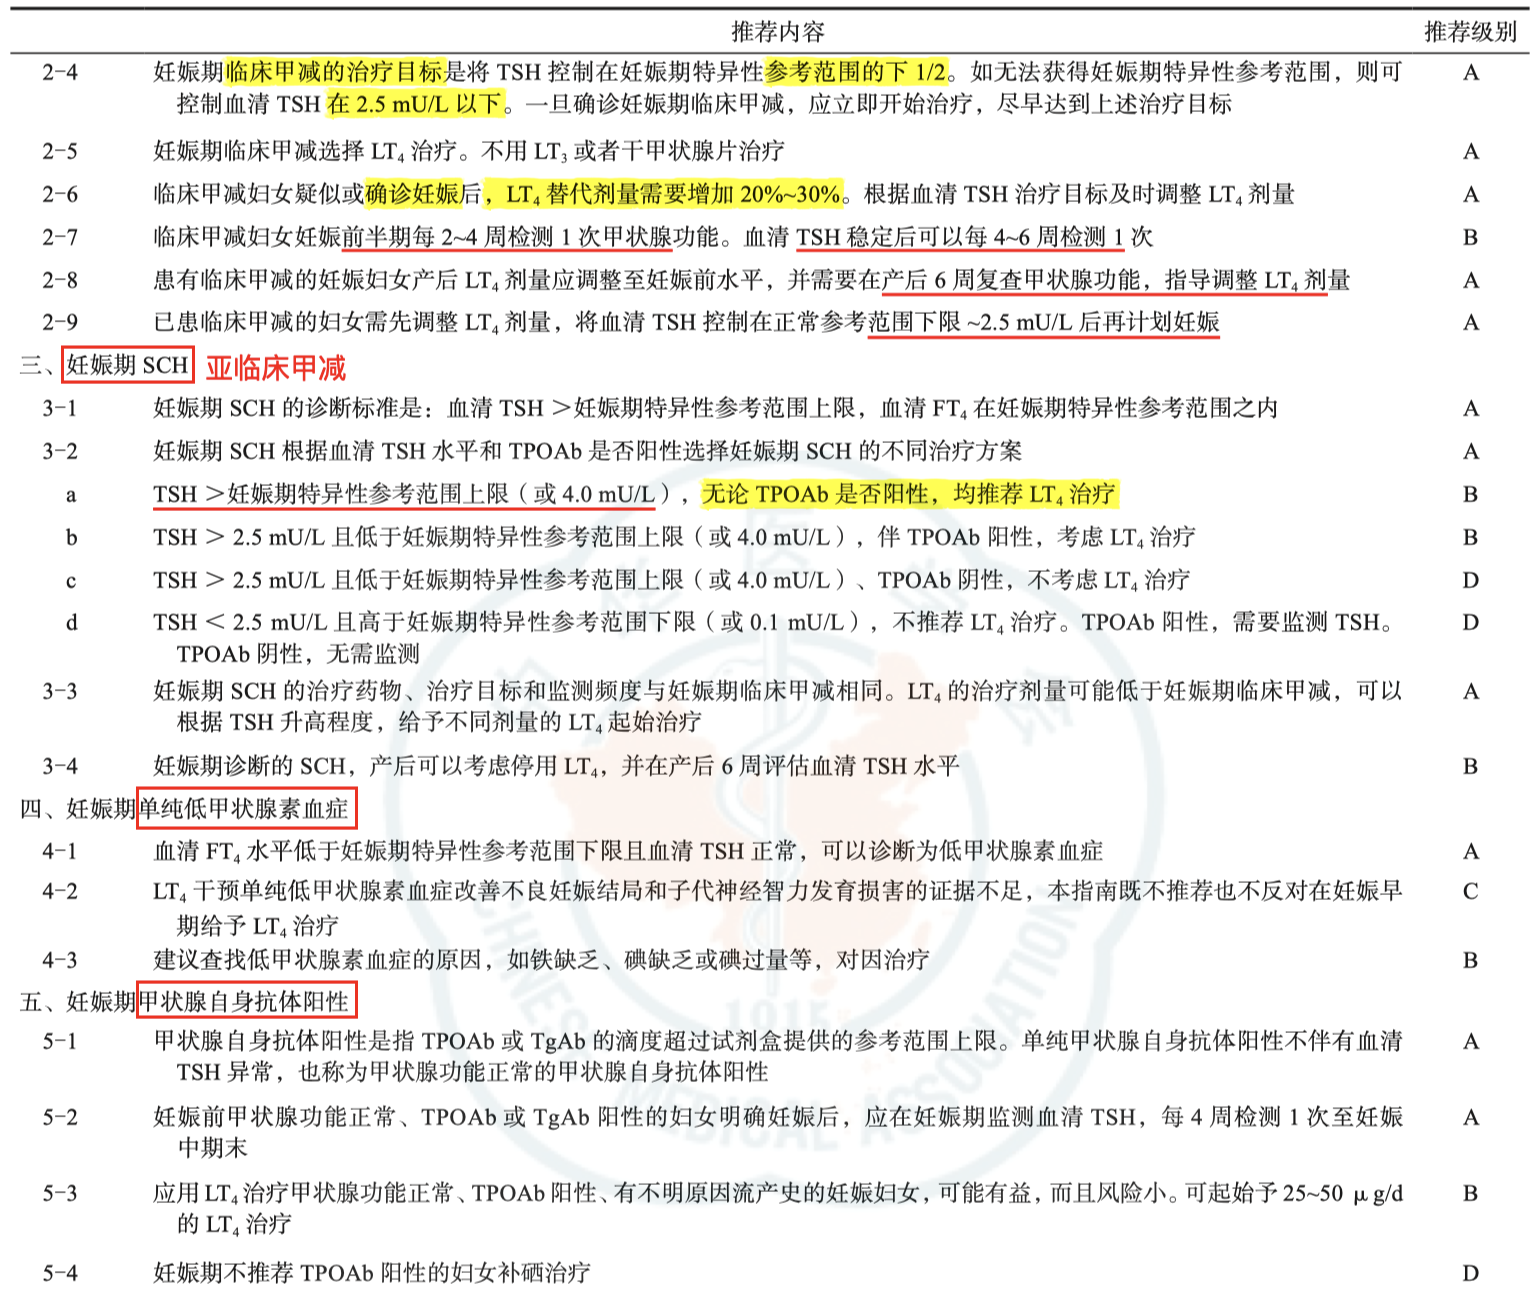 推荐内容 推荐级别
2-4 妊娠期临床甲减的治疗目标是将 TSH 控制在妊娠期特异性参考范围的下 1/2。如无法获得妊娠期特异性参考范围，则可 A
控制血清 TSH 在 2.5 mU/L 以下。一旦确诊妊娠期临床甲减，应立即开始治疗，尽早达到上述治疗目标
2-5 妊娠期临床甲减选择 LT4 治疗。不用 LT3 或者干甲状腺片治疗 A
2-6 临床甲减妇女疑似或确诊妊娠后，LT4 替代剂量需要增加 20%~30%。根据血清 TSH 治疗目标及时调整 LT4 剂量 A
2-7 临床甲减妇女妊娠前半期每 2~4 周检测 1 次甲状腺功能。血清 TSH 稳定后可以每 4~6 周检测 1 次 B
2-8 患有临床甲减的妊娠妇女产后 LT4 剂量应调整至妊娠前水平，并需要在产后 6 周复查甲状腺功能，指导调整 LT4 剂量 A
2-9 已患临床甲减的妇女需先调整 LT4 剂量，将血清 TSH 控制在正常参考范围下限 ~2.5 mU/L 后再计划妊娠 A
三、妊娠期 SCH 亚临床甲减
3-1 妊娠期 SCH 的诊断标准是：血清 TSH＞妊娠期特异性参考范围上限，血清 FT4 在妊娠期特异性参考范围之内 A
3-2 妊娠期 SCH 根据血清 TSH 水平和 TPOAb 是否阳性选择妊娠期 SCH 的不同治疗方案 A
a TSH＞妊娠期特异性参考范围上限（或 4.0 mU/L），无论 TPOAb 是否阳性，均推荐 LT4 治疗 B
b TSH＞2.5 mU/L 且低于妊娠期特异性参考范围上限（或 4.0 mU/L），伴 TPOAb 阳性，考虑 LT4 治疗 B
c TSH＞2.5 mU/L 且低于妊娠期特异性参考范围上限（或 4.0 mU/L）、TPOAb 阴性，不考虑 LT4 治疗 D
d TSH＜2.5 mU/L 且高于妊娠期特异性参考范围下限（或 0.1 mU/L），不推荐 LT4 治疗。TPOAb 阳性，需要监测 TSH。 D
TPOAb 阴性，无需监测
3-3 妊娠期 SCH 的治疗药物、治疗目标和监测频度与妊娠期临床甲减相同。LT4 的治疗剂量可能低于妊娠期临床甲减，可以 A
根据 TSH 升高程度，给予不同剂量的 LT4 起始治疗
3-4 妊娠期诊断的 SCH，产后可以考虑停用 LT4，并在产后 6 周评估血清 TSH 水平 B
四、妊娠期单纯低甲状腺素血症
4-1 血清 FT4 水平低于妊娠期特异性参考范围下限且血清 TSH 正常，可以诊断为低甲状腺素血症 A
4-2 LT4 干预单纯低甲状腺素血症改善不良妊娠结局和子代神经智力发育损害的证据不足，本指南既不推荐也不反对在妊娠早 C
期给予 LT4 治疗
4-3 建议查找低甲状腺素血症的原因，如铁缺乏、碘缺乏或碘过量等，对因治疗 B
五、妊娠期甲状腺自身抗体阳性
5-1 甲状腺自身抗体阳性是指 TPOAb 或 TgAb 的滴度超过试剂盒提供的参考范围上限。单纯甲状腺自身抗体阳性不伴有血清 A
TSH 异常，也称为甲状腺功能正常的甲状腺自身抗体阳性
5-2 妊娠前甲状腺功能正常、TPOAb 或 TgAb 阳性的妇女明确妊娠后，应在妊娠期监测血清 TSH，每 4 周检测 1 次至妊娠 A
中期末
5-3 应用 LT4 治疗甲状腺功能正常、TPOAb 阳性、有不明原因流产史的妊娠妇女，可能有益，而且风险小。可起始予 25~50 μg/d B
的 LT4 治疗
5-4 妊娠期不推荐 TPOAb 阳性的妇女补硒治疗 D
中华医学会
1915
CHINESE MEDICAL ASSOCIATION